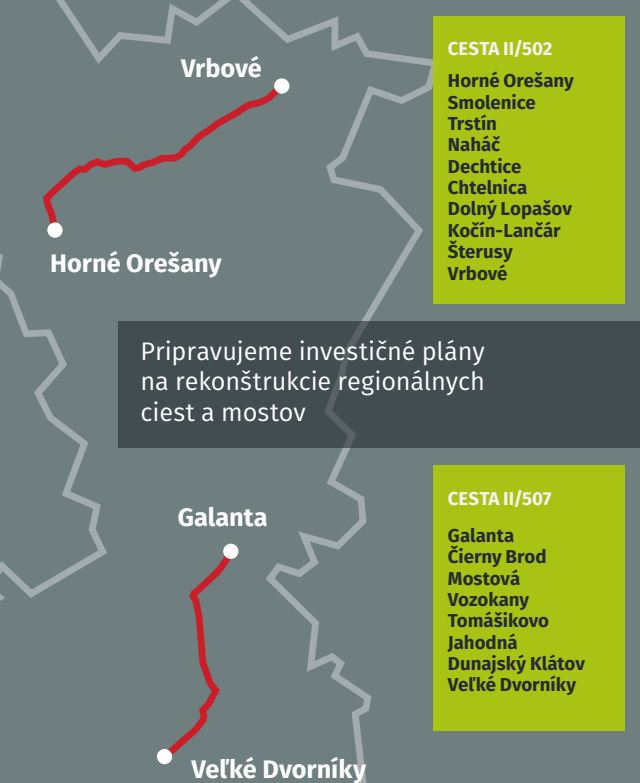 Vrbové
Horné Orešany
CESTA II/502
Horné Orešany
Smolenice
Trstín
Naháč
Dechtice
Chtelnica
Dolný Lopašov
Kočín-Lančár
Šterusy
Vrbové
Pripravujeme investičné plány
na rekonštrukcie regionálnych
ciest a mostov
Galanta
Veľké Dvorníky
CESTA II/507
Galanta
Čierny Brod
Mostová
Vozokany
Tomášikovo
Jahodná
Dunajský Klátov
Veľké Dvorníky